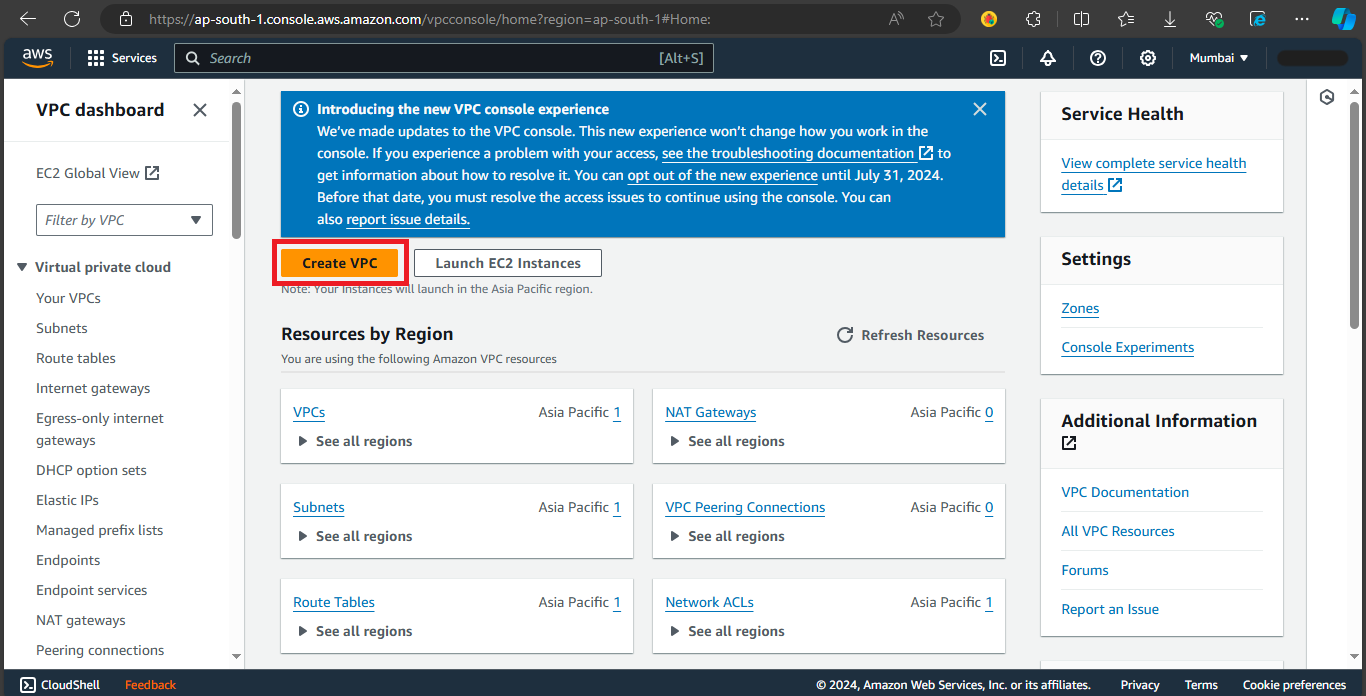 https://ap-south-1.console.aws.amazon.com/vpcconsole/home?region=ap-south-1#Home:
aws
Services
Search
[Alt+S]
Mumbai
VPC dashboard
EC2 Global View
Filter by VPC
Virtual private cloud
Your VPCs
Subnets
Route tables
Internet gateways
Egress-only internet
gateways
DHCP option sets
Elastic IPs
Managed prefix lists
Endpoints
Endpoint services
NAT gateways
Peering connections
Introducing the new VPC console experience
We've made updates to the VPC console. This new experience won't change how you work in the
console. If you experience a problem with your access, see the troubleshooting documentation to
get information about how to resolve it. You can opt out of the new experience until July 31, 2024.
Before that date, you must resolve the access issues to continue using the console. You can
also report issue details.
Create VPC
Launch EC2 Instances
Note: Your Instances will launch in the Asia Pacific region.
Resources by Region
Refresh Resources
You are using the following Amazon VPC resources
VPCs
Asia Pacific 1
See all regions
NAT Gateways
Asia Pacific 0
See all regions
Subnets
Asia Pacific 1
See all regions
VPC Peering Connections
Asia Pacific 0
See all regions
Route Tables
Asia Pacific 1
See all regions
Network ACLs
Asia Pacific 1
See all regions
Service Health
View complete service health
details
Settings
Zones
Console Experiments
Additional Information
VPC Documentation
All VPC Resources
Forums
Report an Issue
CloudShell
Feedback
© 2024, Amazon Web Services, Inc. or its affiliates.
Privacy
Terms
Cookie preferences